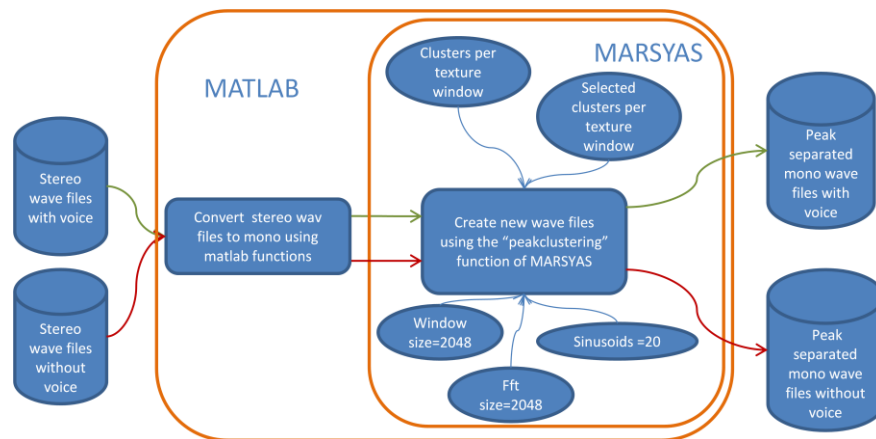 MATLAB
MARSYAS
Clusters per
texture
window
Selected
clusters per
texture
window
Stereo
wave files
with voice
Stereo
wave files
without
voice
Convert stereo wav
files to mono using
matlab functions
Create new wave files
using the “peakclustering”
function of MARSYAS
Window
size=2048
Sinusoids =20
Fft
size=2048
Peak
separated
mono wave
files with
voice
Peak
separated
mono wave
files without
voice